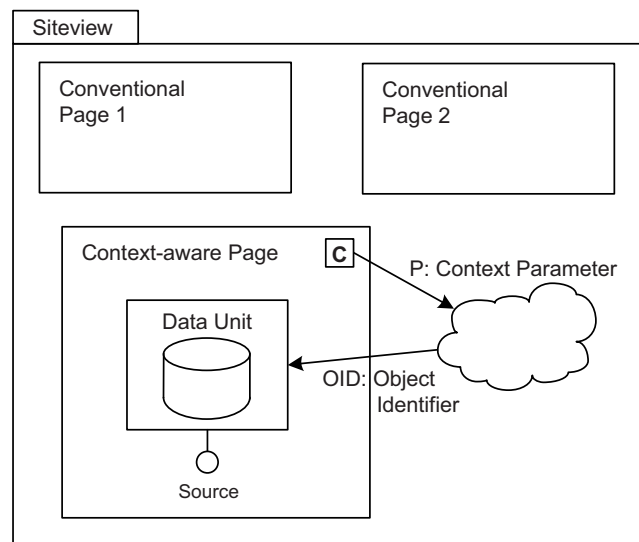 Siteview
Conventional
Page 1
Conventional
Page 2
Context-aware Page
C
P: Context Parameter
Data Unit
OID: Object
Identifier
Source